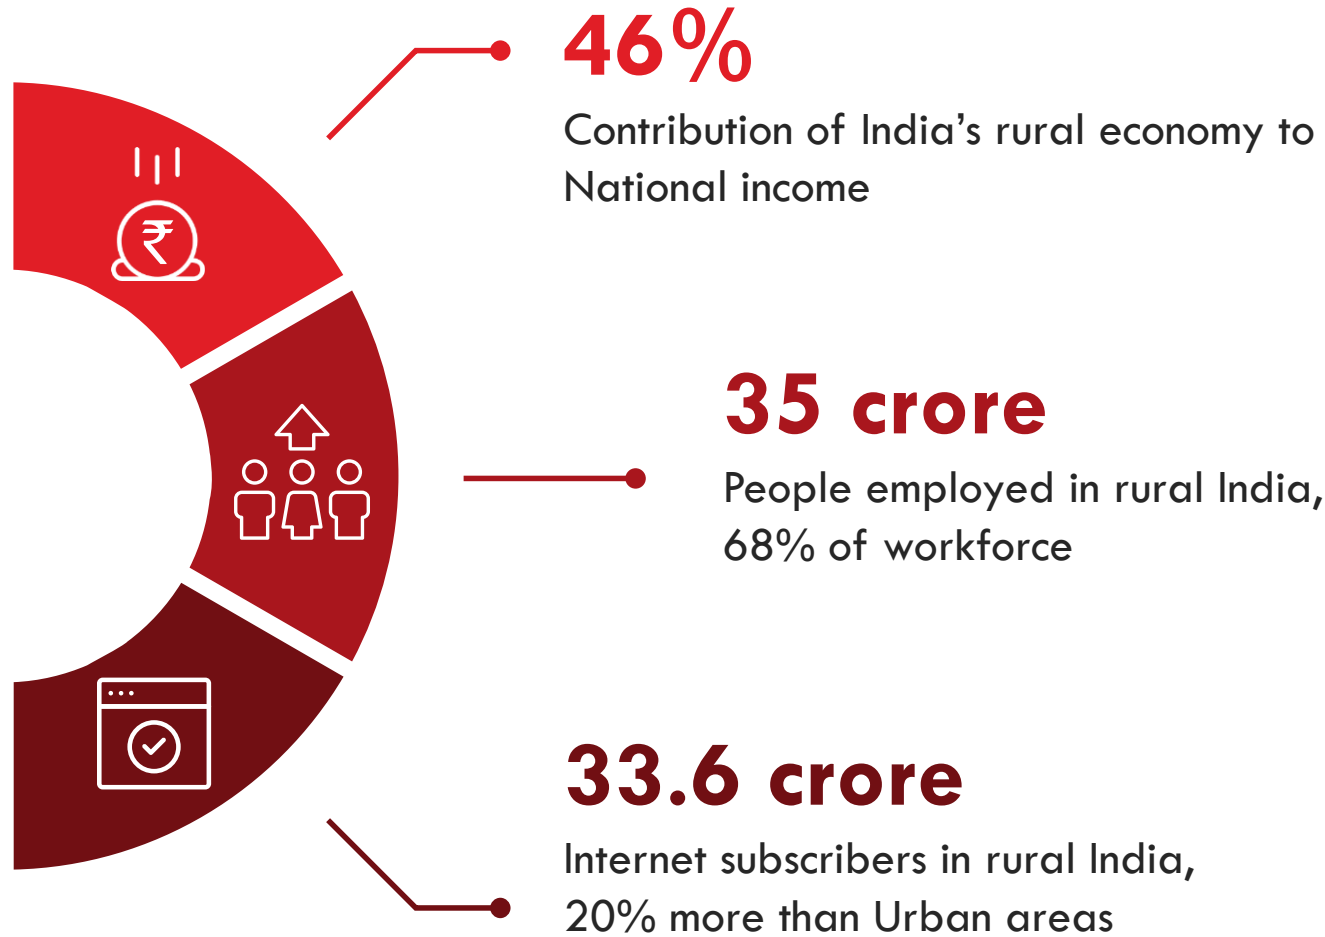 46%
Contribution of India’s rural economy to
National income
₹
35 crore
People employed in rural India,
68% of workforce
33.6 crore
Internet subscribers in rural India,
20% more than Urban areas